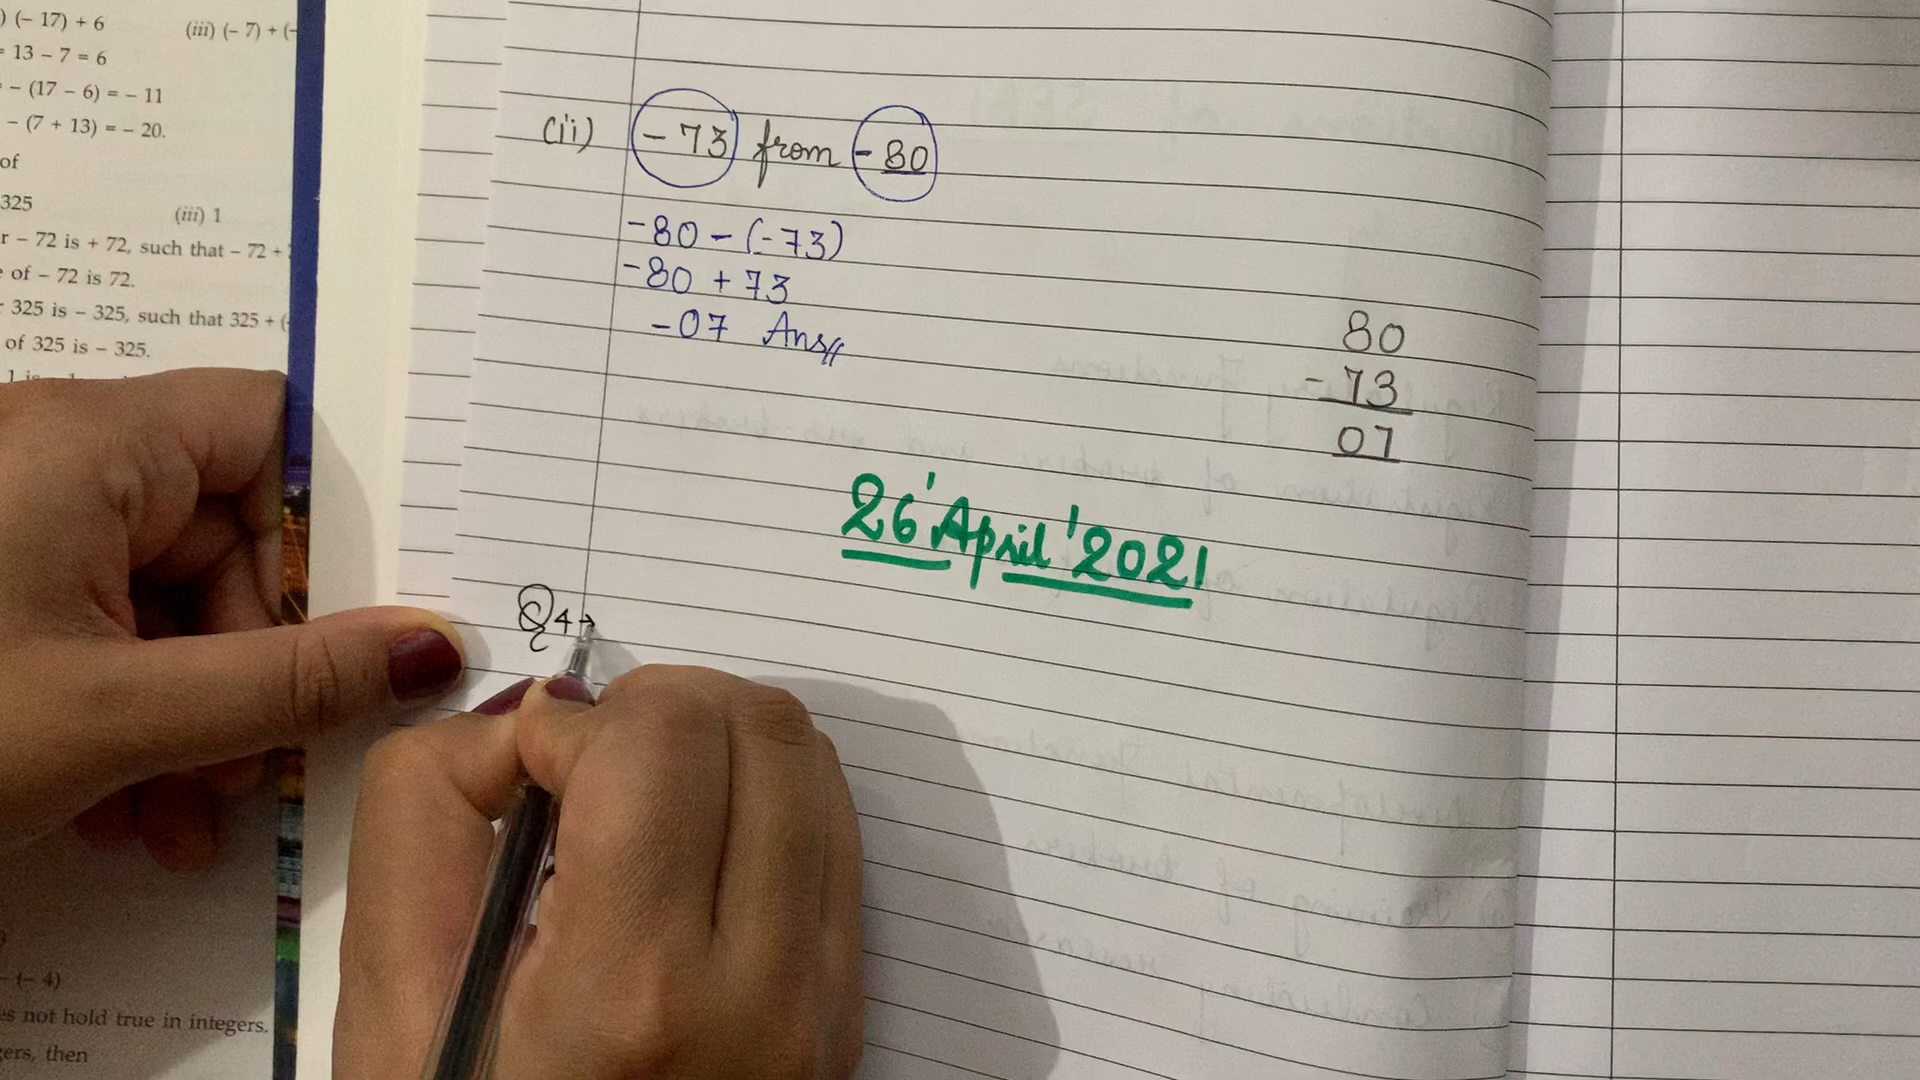 ) (– 17) + 6
(iii) (– 7) + (–
= 13 – 7 = 6
– (17 – 6) = – 11
– (7 + 13) = – 20.
of
325
(iii) 1
r – 72 is + 72, such that – 72 +
of – 72 is 72.
325 is – 325, such that 325 + (
of 325 is – 325.
– (– 4)
es not hold true in integers.
gers, then
(ii) -73 from -80
-80 - (-73)
-80 + 73
-07 Ans
80
- 73
07
26' April ' 2021
Q4→